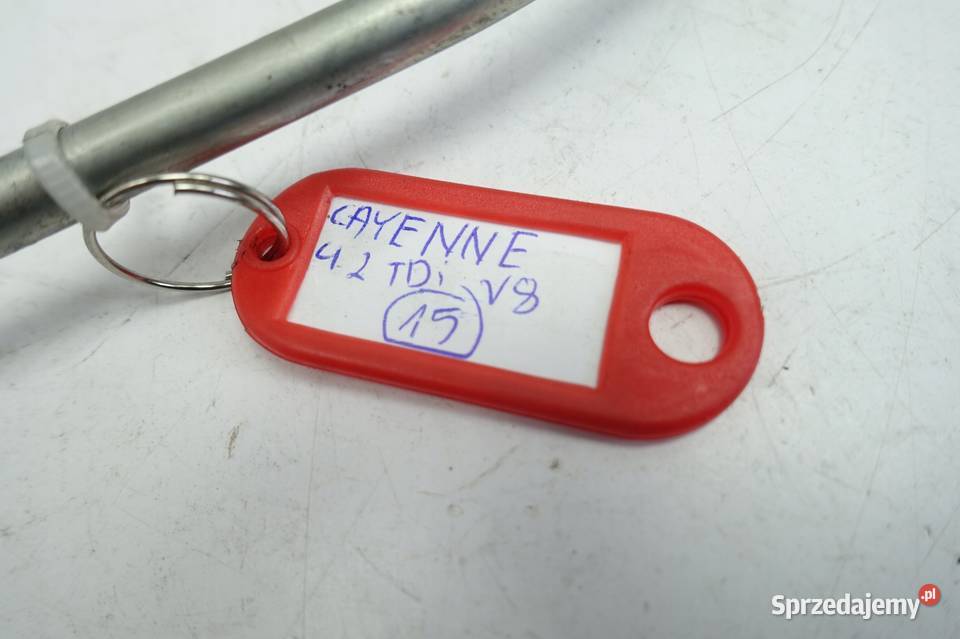 CAYENNE
4 2 TDi V8
15
Sprzedajemy.pl